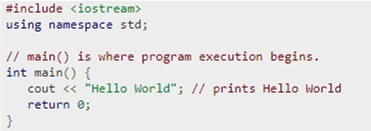 #include <iostream>
using namespace std;
// main() is where program execution begins.
int main() {
cout << "Hello World"; // prints Hello World
return 0;
}